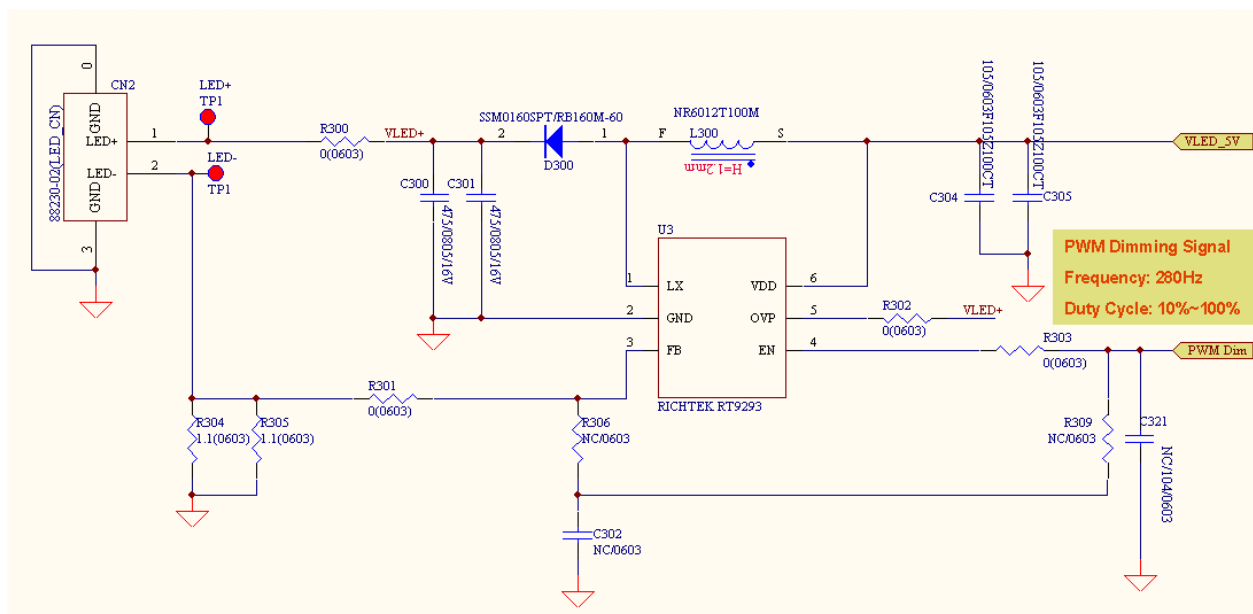 CN2
88230-02(LED_CN)
0
GND
LED+
LED-
GND
3
1
2
LED+
TP1
LED-
TP1
R300
0(0603)
VLED+
SSM0160SPT/RB160M-60
2
1
D300
C300
475/0805/16V
C301
475/0805/16V
NR6012T100M
F
L300
S
H=1.2mm
105/0603F105Z100CT
C304
105/0603F105Z100CT
C305
VLED_5V
PWM Dimming Signal
Frequency: 280Hz
Duty Cycle: 10%~100%
U3
1
LX
VDD
6
2
GND
OVP
5
3
FB
EN
4
RICHTEK RT9293
R302
0(0603)
VLED+
R303
0(0603)
PWM Dim
R301
0(0603)
R304
1.1(0603)
R305
1.1(0603)
R306
NC/0603
R309
NC/0603
C321
NC/104/0603
C302
NC/0603